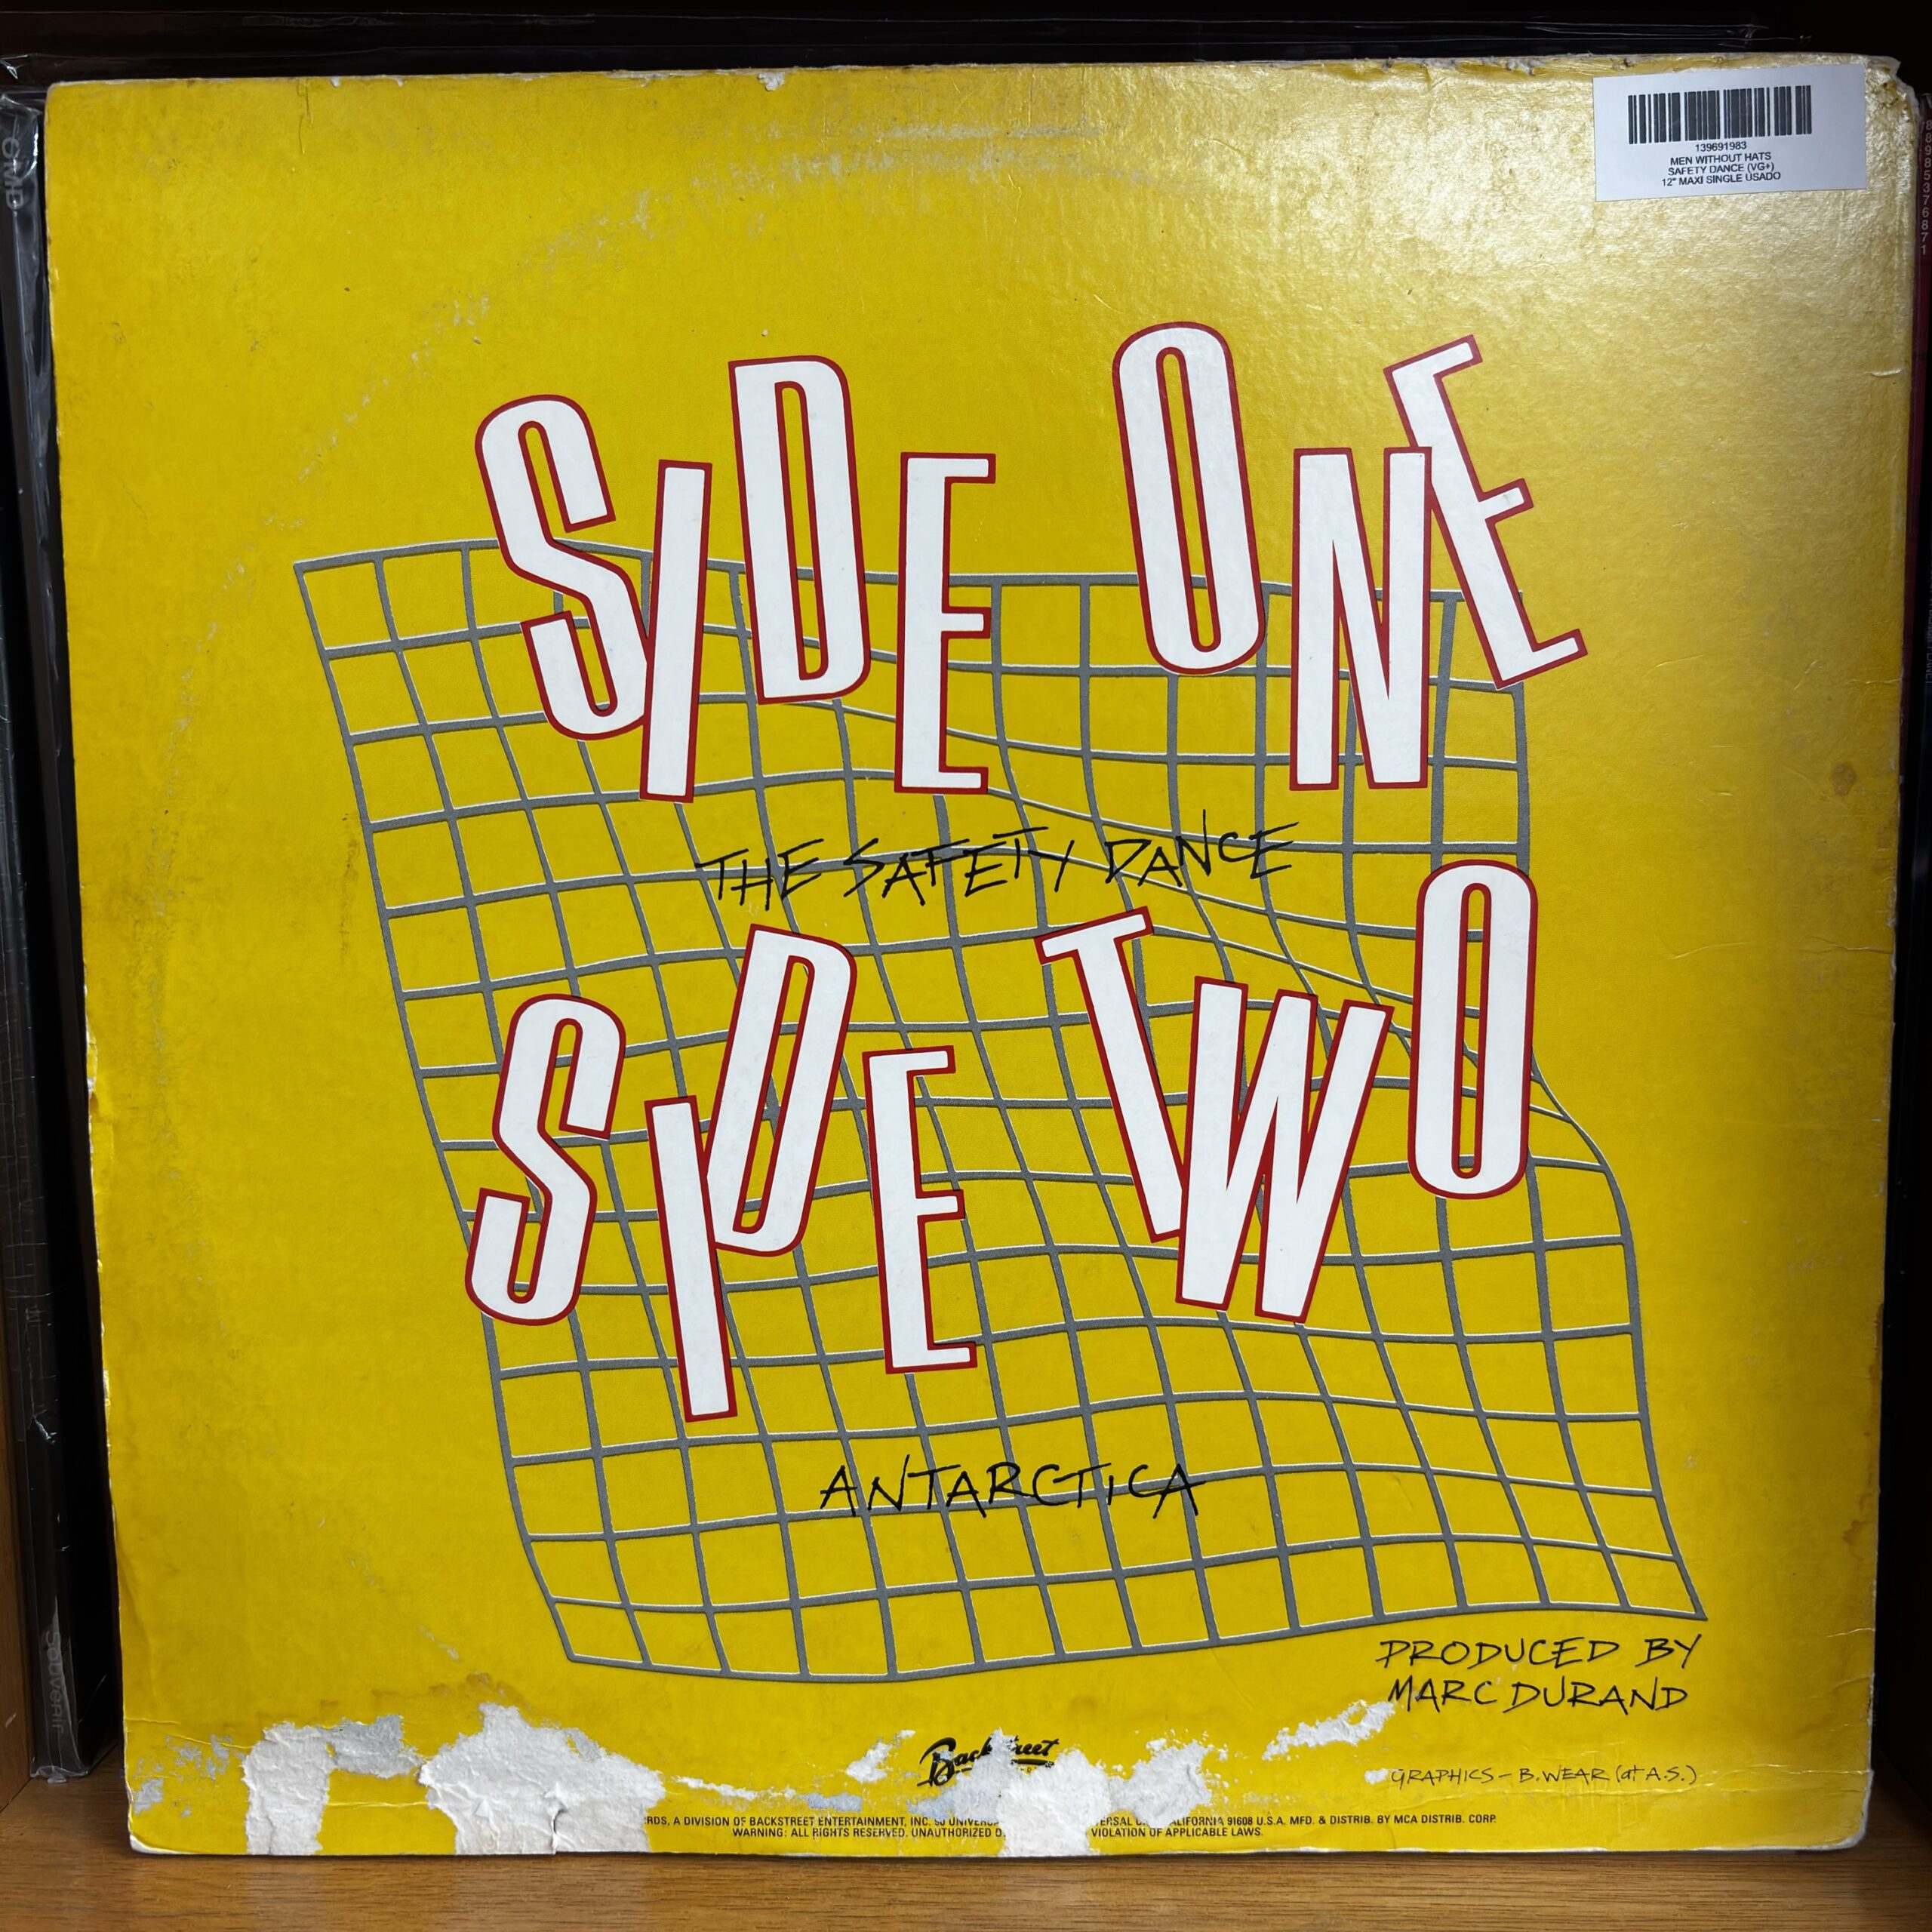 139691983
MEN WITHOUT HATS
SAFETY DANCE (VG+)
12" MAXI SINGLE USADO
SIDE ONE
THE SAFETY DANCE
SIDE TWO
ANTARCTICA
PRODUCED BY
MARC DURAND
GRAPHICS - B. WEAR (at A.S.)
A DIVISION OF BACKSTREET ENTERTAINMENT, INC. CALIFORNIA 91608 U.S.A. MFD. & DISTRIB. BY MCA DISTRIB. CORP.
WARNING: ALL RIGHTS RESERVED. UNAUTHORIZED VIOLATION OF APPLICABLE LAWS.